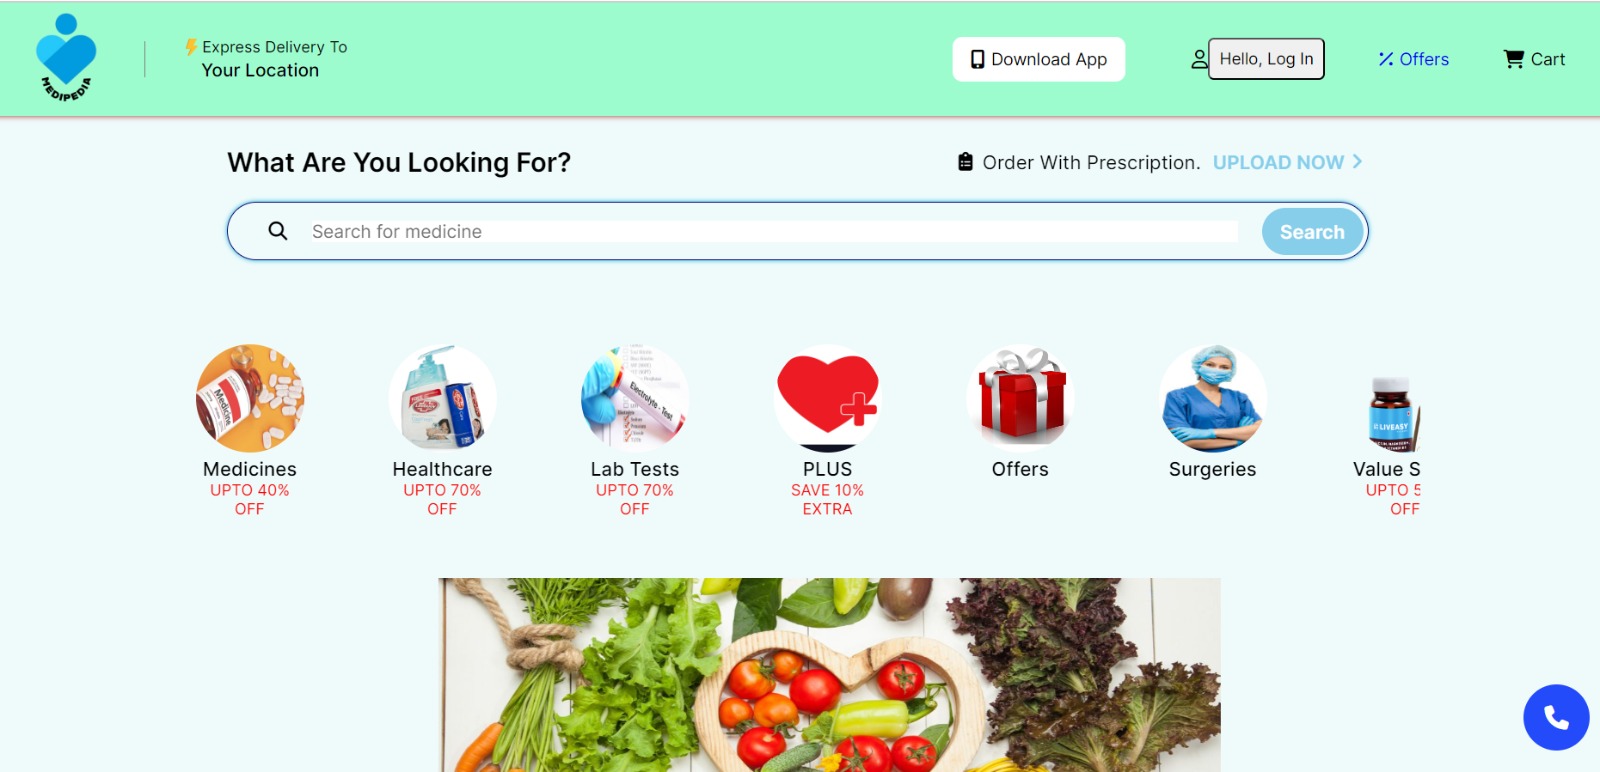 MEDIPEDIA
Express Delivery To
Your Location
Download App
Hello, Log In
Offers
Cart
What Are You Looking For?
Order With Prescription. UPLOAD NOW
Search for medicine
Search
Medicine
Electrolyte - Test
LIVEASY
Medicines
UPTO 40%
OFF
Healthcare
UPTO 70%
OFF
Lab Tests
UPTO 70%
OFF
PLUS
SAVE 10%
EXTRA
Offers
Surgeries
Value S
UPTO 5
OFF